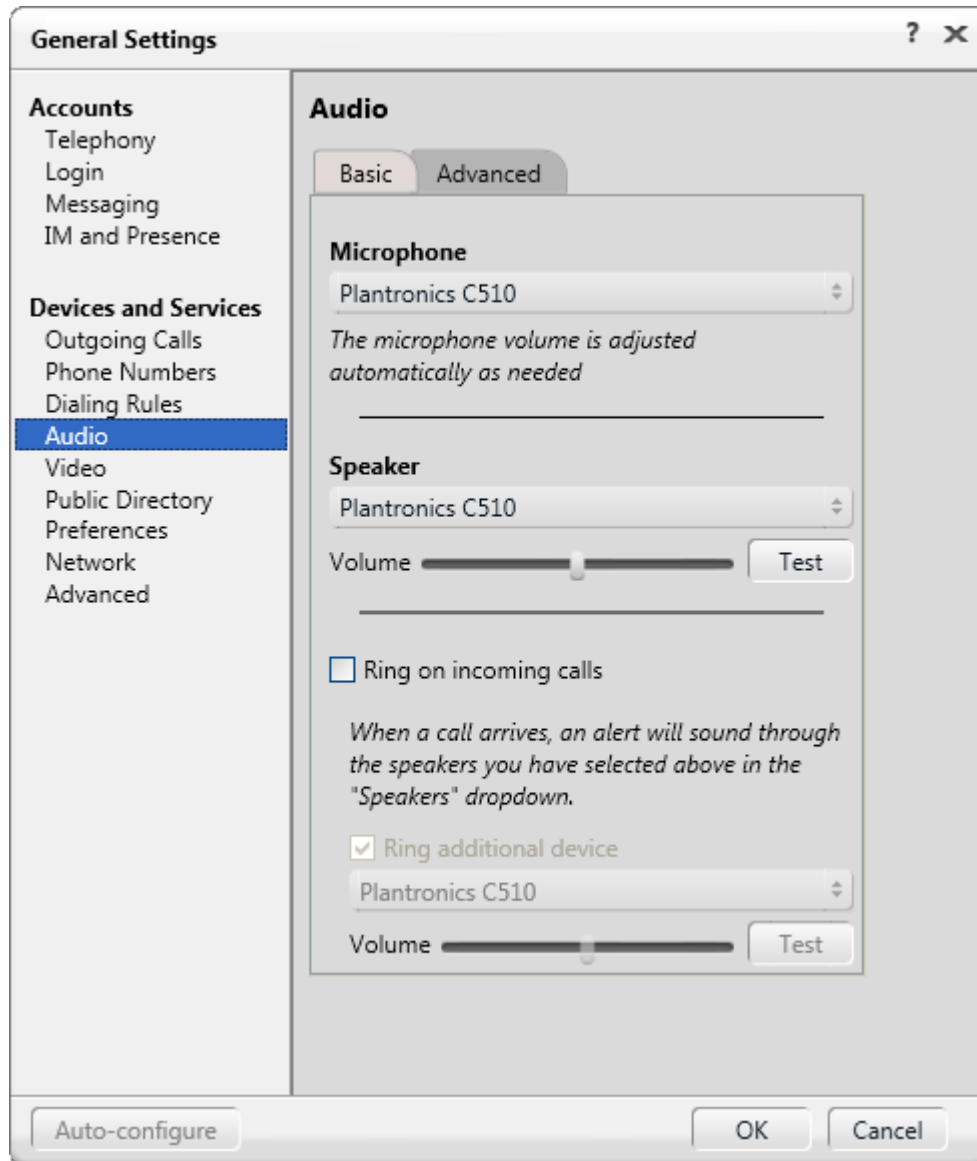 General Settings
?
Accounts
Telephony
Login
Messaging
IM and Presence
Devices and Services
Outgoing Calls
Phone Numbers
Dialing Rules
Audio
Video
Public Directory
Preferences
Network
Advanced
Audio
Basic
Advanced
Microphone
Plantronics C510
The microphone volume is adjusted
automatically as needed
Speaker
Plantronics C510
Volume
Test
Ring on incoming calls
When a call arrives, an alert will sound through
the speakers you have selected above in the
"Speakers" dropdown.
Ring additional device
Plantronics C510
Volume
Test
Auto-configure
OK
Cancel